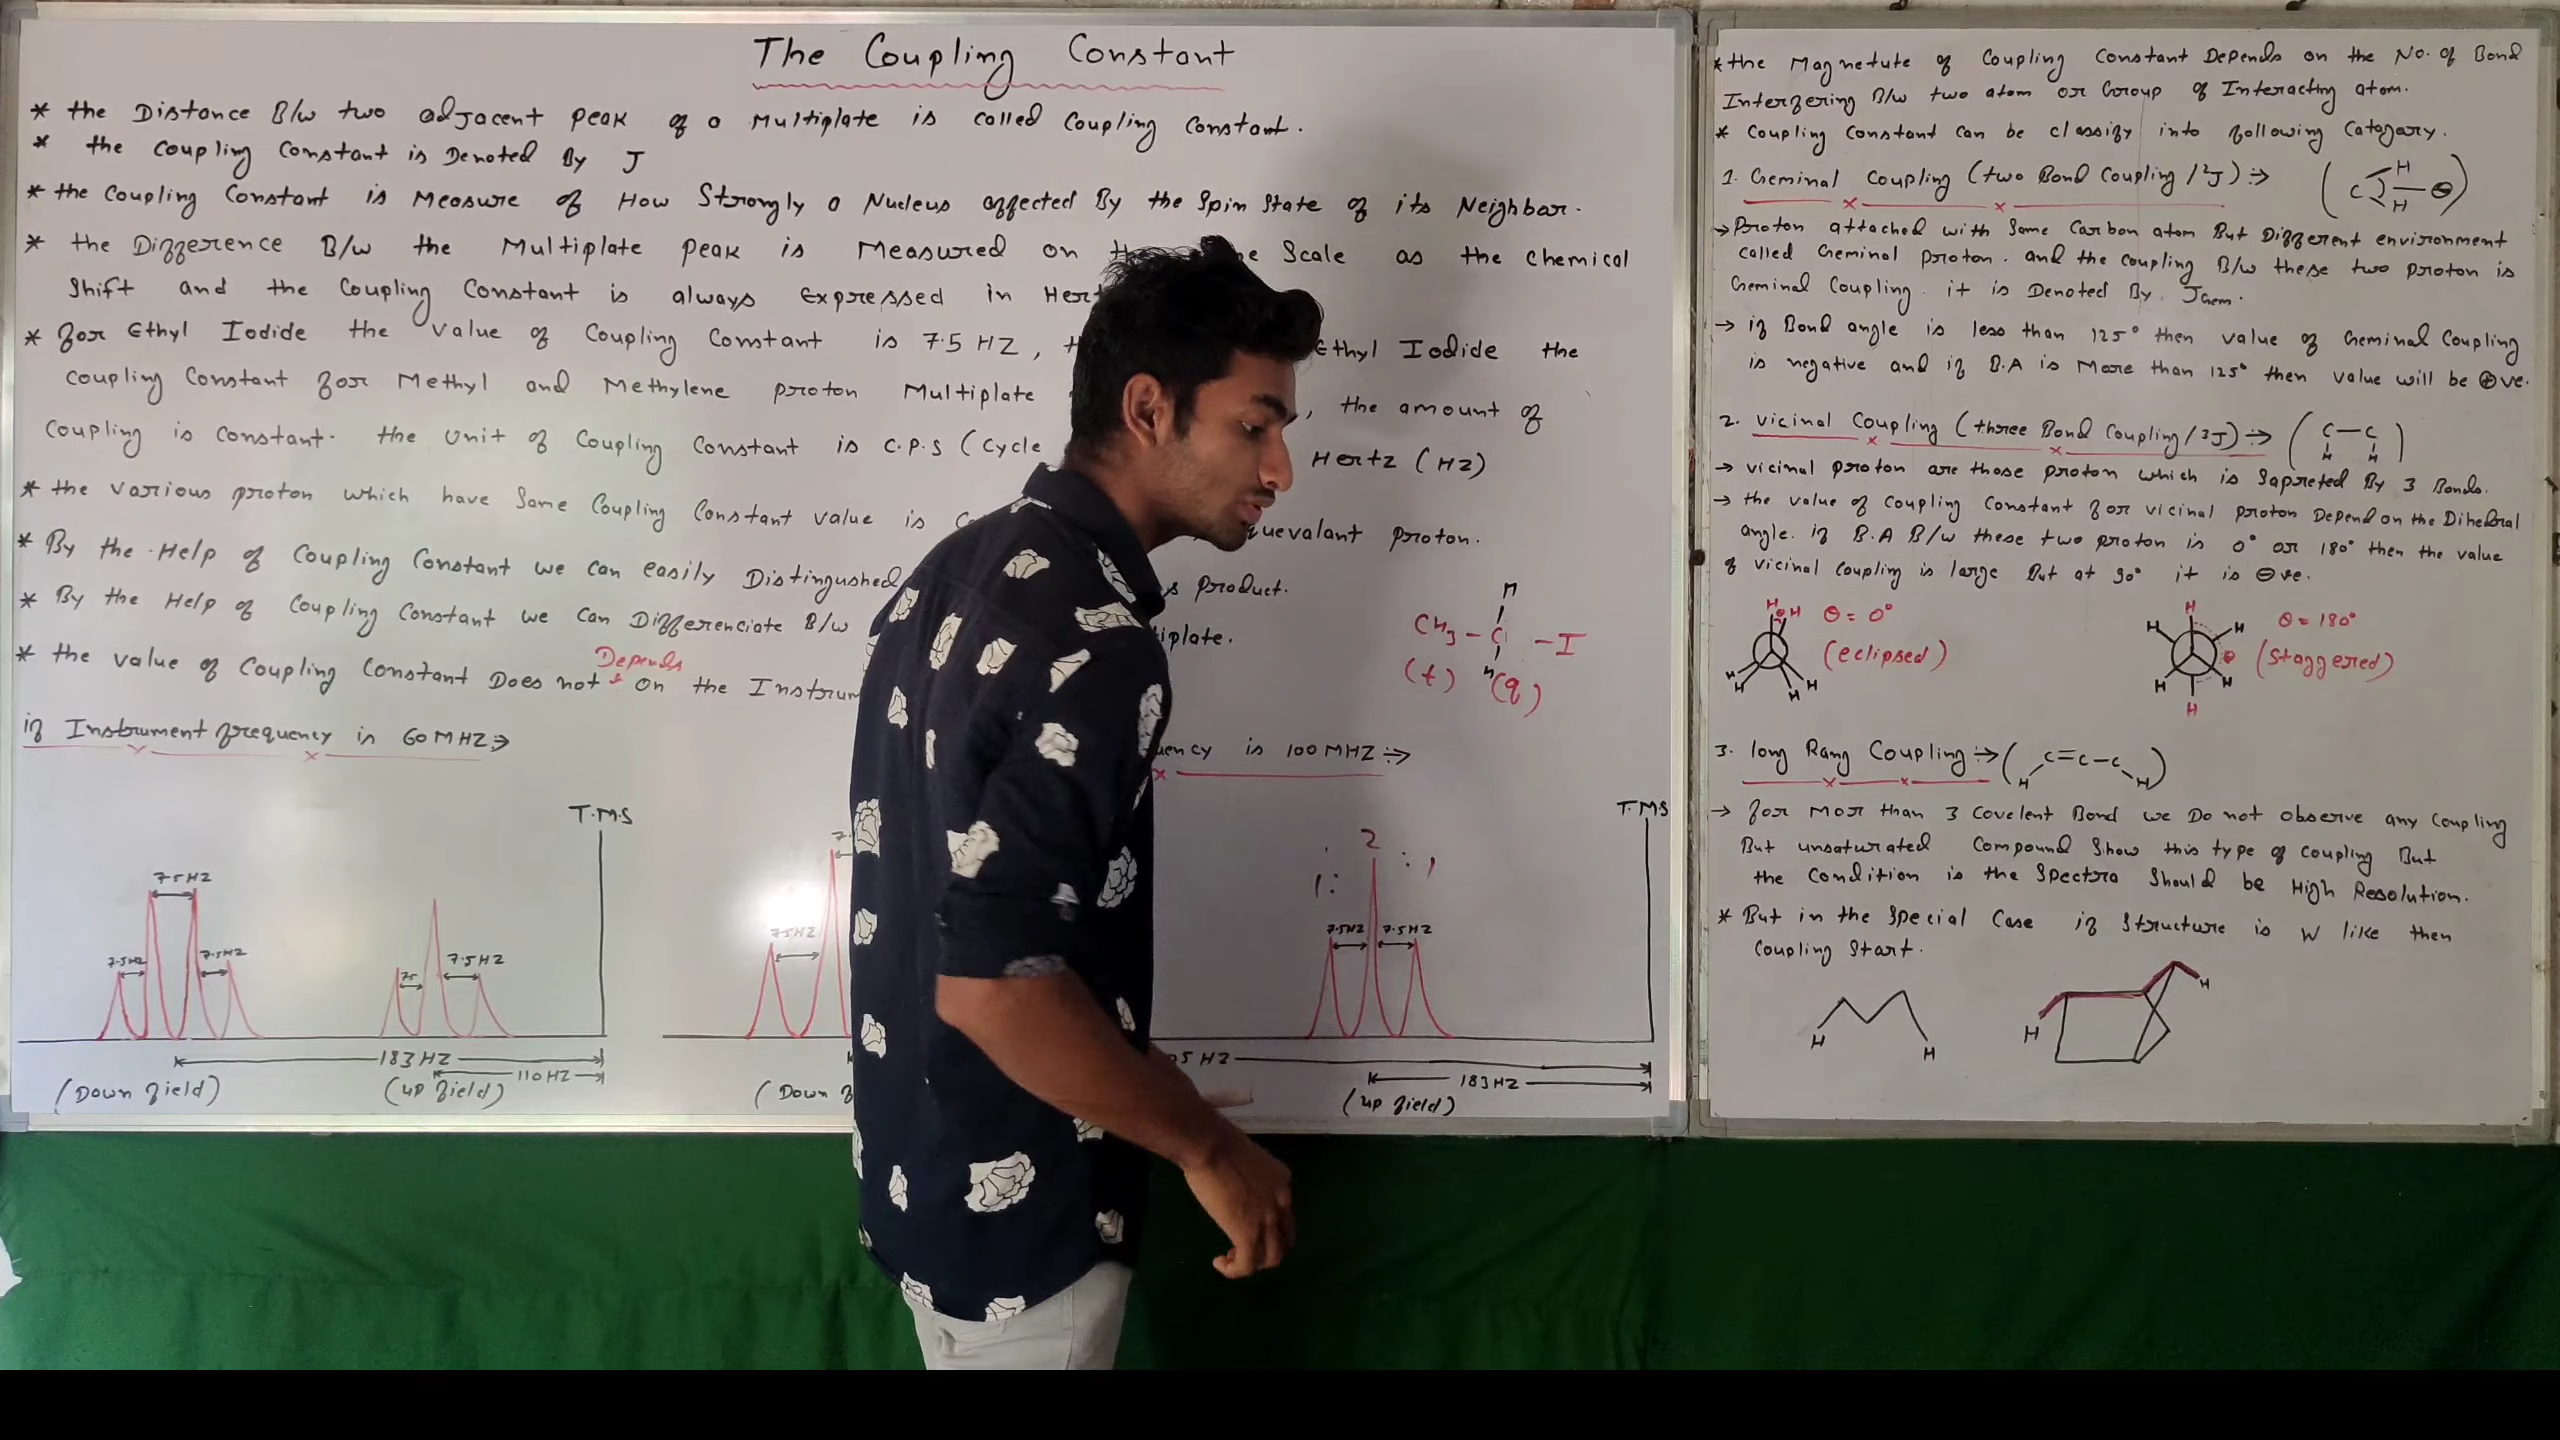 The Coupling Constant
* the Distance B/w two adjacent peak of a Multiplate is called Coupling Constant.
* the Coupling Constant is Denoted By J
* the Coupling Constant is Measure of How Strongly a Nucleus affected By the Spin State of its Neighbor.
* the Difference B/w the Multiplate peak is Measured on Scale as the chemical
Shift and the Coupling Constant is always Expressed in
* for Ethyl Iodide the value of Coupling Constant is 7.5 HZ, Ethyl Iodide the
Coupling Constant for Methyl and Methylene proton Multiplate , the amount of
Coupling is constant. the Unit of Coupling Constant is C.P.S (Cycle Hertz (HZ)
* the various proton which have Same Coupling Constant value is quevalant proton.
* By the Help of Coupling Constant we can easily Distingushed product.
* By the Help of Coupling Constant we Can Differenciate B/w tiplate.
* the value of Coupling Constant Does not Depends On the Instrum
CH3 - C - I
H
H
(t) (q)
if Instrument frequency is 60 MHZ ⇒
uency is 100 MHZ ⇒
T.M.S
7.5 HZ
7.5HZ
7.5HZ
7.5
7.5HZ
183 HZ
110 HZ
(Down field) (up field)
7.
7.5HZ
(Down f
1 : 2 : 1
7.5HZ 7.5HZ
T.M.S
05 HZ
183HZ
(up field)
* the Magnetute of Coupling Constant Depends on the No. of Bond
Interfering B/w two atom or Group of Interacting atom.
* Coupling Constant can be classify into following Catagary.
1. Geminal Coupling (two Bond Coupling / ²J) ⇒
C H H ⊖
→ Proton attached with Same Carbon atom But Different environment
called Geminal proton. and the coupling B/w these two proton is
Geminal Coupling. it is Denoted By Jgem.
→ if Bond angle is less than 125° then value of Geminal Coupling
is negative and if B.A is More than 125° then value will be ⊕ve.
2. vicinal Coupling (three Bond Coupling / ³J) ⇒
C - C
H H
→ vicinal proton are those proton which is Sapreted By 3 Bonds.
→ the value of Coupling Constant for vicinal proton Depend on the Dihedral
angle. if B.A B/w these two proton is 0° or 180° then the value
of vicinal coupling is large But at 90° it is ⊖ve.
H H θ = 0°
(eclipsed)
H H H H
H θ = 180°
H H
θ (Staggered)
H H
H
3. long Rang Coupling ⇒ ( C=C-C )
H H
→ for more than 3 Covelent Bond we Do not observe any Coupling
But unsaturated Compound Show this type of coupling But
the Condition is the Spectra Should be High Resolution.
* But in the Special Case if Structure is W like then
Coupling Start.
H H
H H